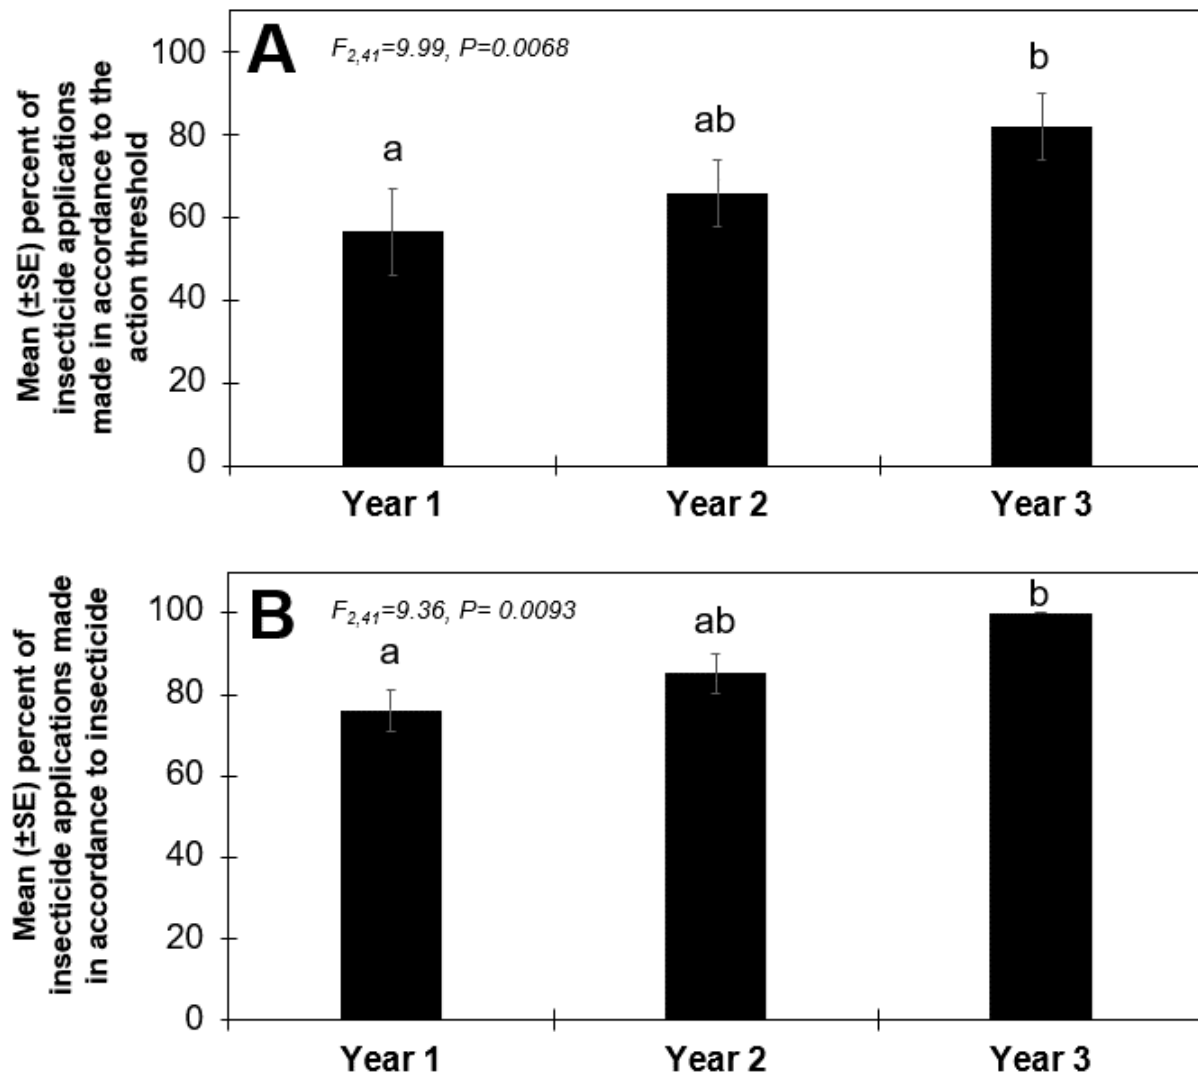 A
F2,41=9.99, P=0.0068
Mean (±SE) percent of
insecticide applications
made in accordance to the
action threshold
100
80
60
40
20
0
a
ab
b
Year 1
Year 2
Year 3
B
F2,41=9.36, P= 0.0093
Mean (±SE) percent of
insecticide applications made
in accordance to insecticide
100
80
60
40
20
0
a
ab
b
Year 1
Year 2
Year 3